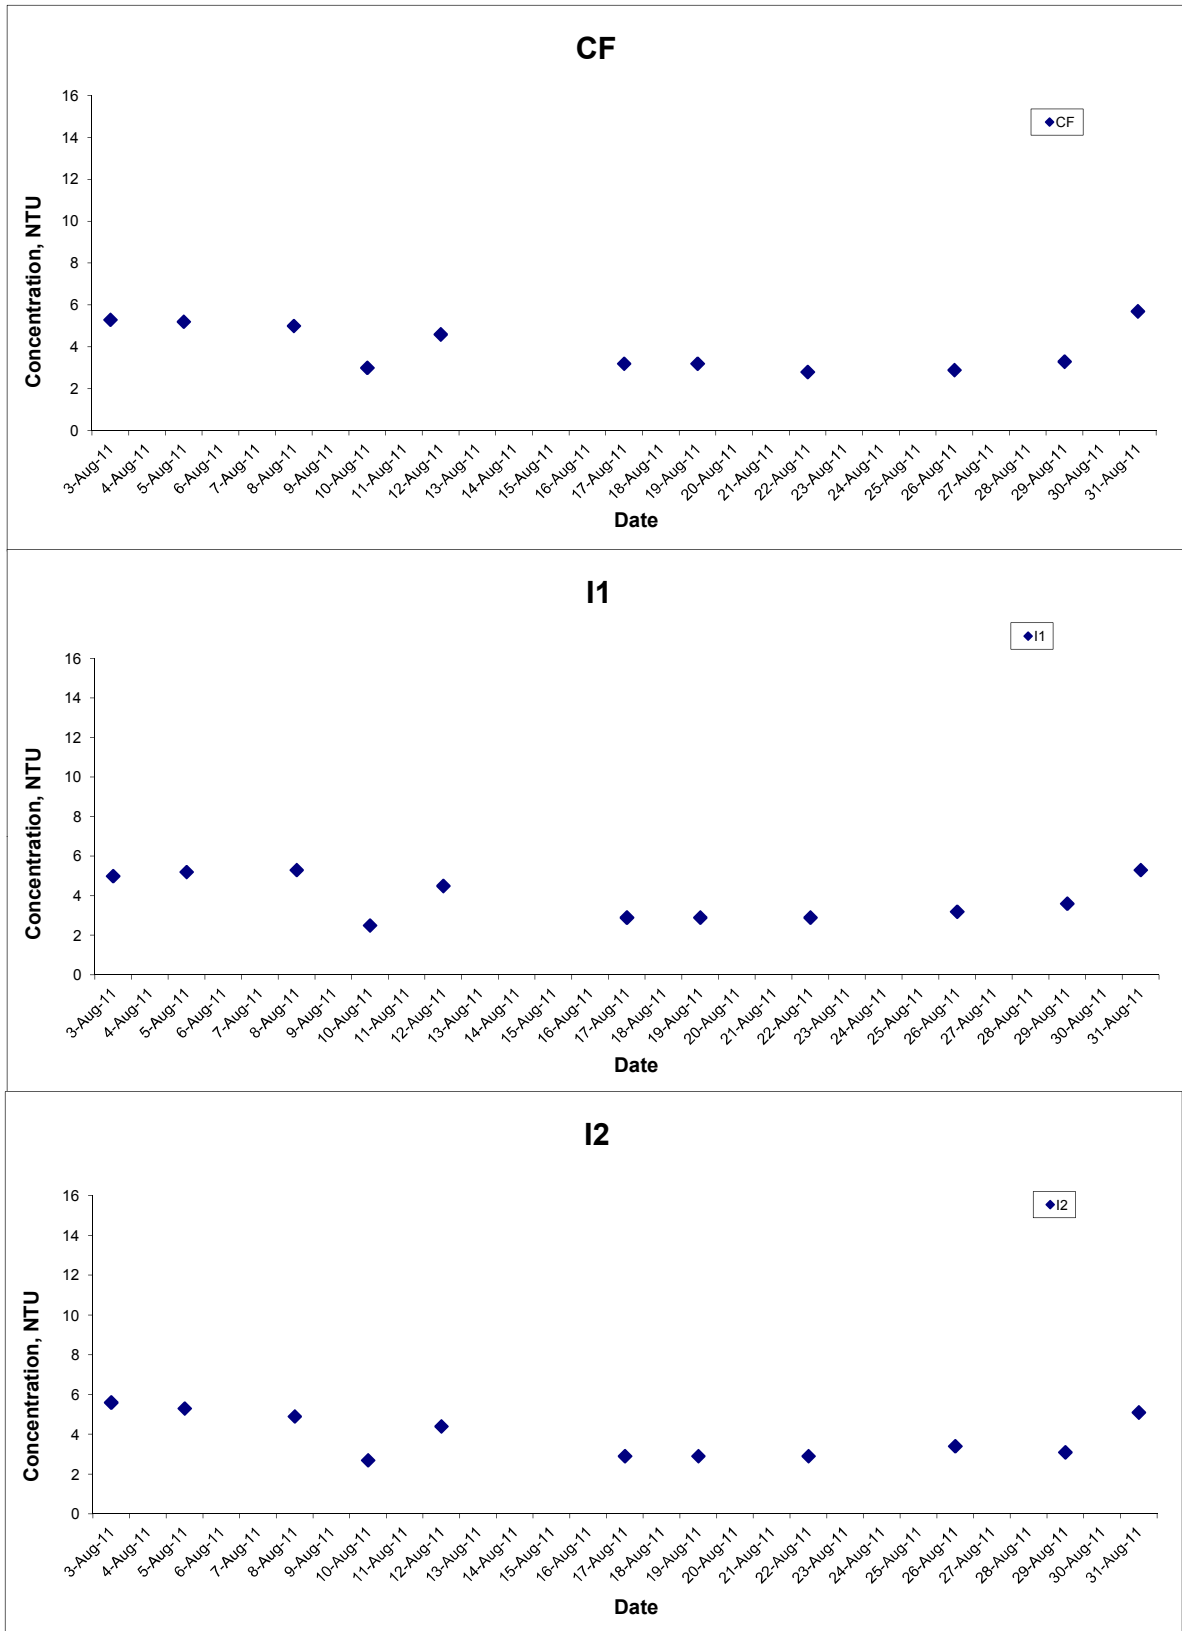 CF
CF
Concentration, NTU
16
14
12
10
8
6
4
2
0
3-Aug-11
4-Aug-11
5-Aug-11
6-Aug-11
7-Aug-11
8-Aug-11
9-Aug-11
10-Aug-11
11-Aug-11
12-Aug-11
13-Aug-11
14-Aug-11
15-Aug-11
16-Aug-11
17-Aug-11
18-Aug-11
19-Aug-11
20-Aug-11
21-Aug-11
22-Aug-11
23-Aug-11
24-Aug-11
25-Aug-11
26-Aug-11
27-Aug-11
28-Aug-11
29-Aug-11
30-Aug-11
31-Aug-11
Date
I1
I1
Concentration, NTU
16
14
12
10
8
6
4
2
0
3-Aug-11
4-Aug-11
5-Aug-11
6-Aug-11
7-Aug-11
8-Aug-11
9-Aug-11
10-Aug-11
11-Aug-11
12-Aug-11
13-Aug-11
14-Aug-11
15-Aug-11
16-Aug-11
17-Aug-11
18-Aug-11
19-Aug-11
20-Aug-11
21-Aug-11
22-Aug-11
23-Aug-11
24-Aug-11
25-Aug-11
26-Aug-11
27-Aug-11
28-Aug-11
29-Aug-11
30-Aug-11
31-Aug-11
Date
I2
I2
Concentration, NTU
16
14
12
10
8
6
4
2
0
3-Aug-11
4-Aug-11
5-Aug-11
6-Aug-11
7-Aug-11
8-Aug-11
9-Aug-11
10-Aug-11
11-Aug-11
12-Aug-11
13-Aug-11
14-Aug-11
15-Aug-11
16-Aug-11
17-Aug-11
18-Aug-11
19-Aug-11
20-Aug-11
21-Aug-11
22-Aug-11
23-Aug-11
24-Aug-11
25-Aug-11
26-Aug-11
27-Aug-11
28-Aug-11
29-Aug-11
30-Aug-11
31-Aug-11
Date